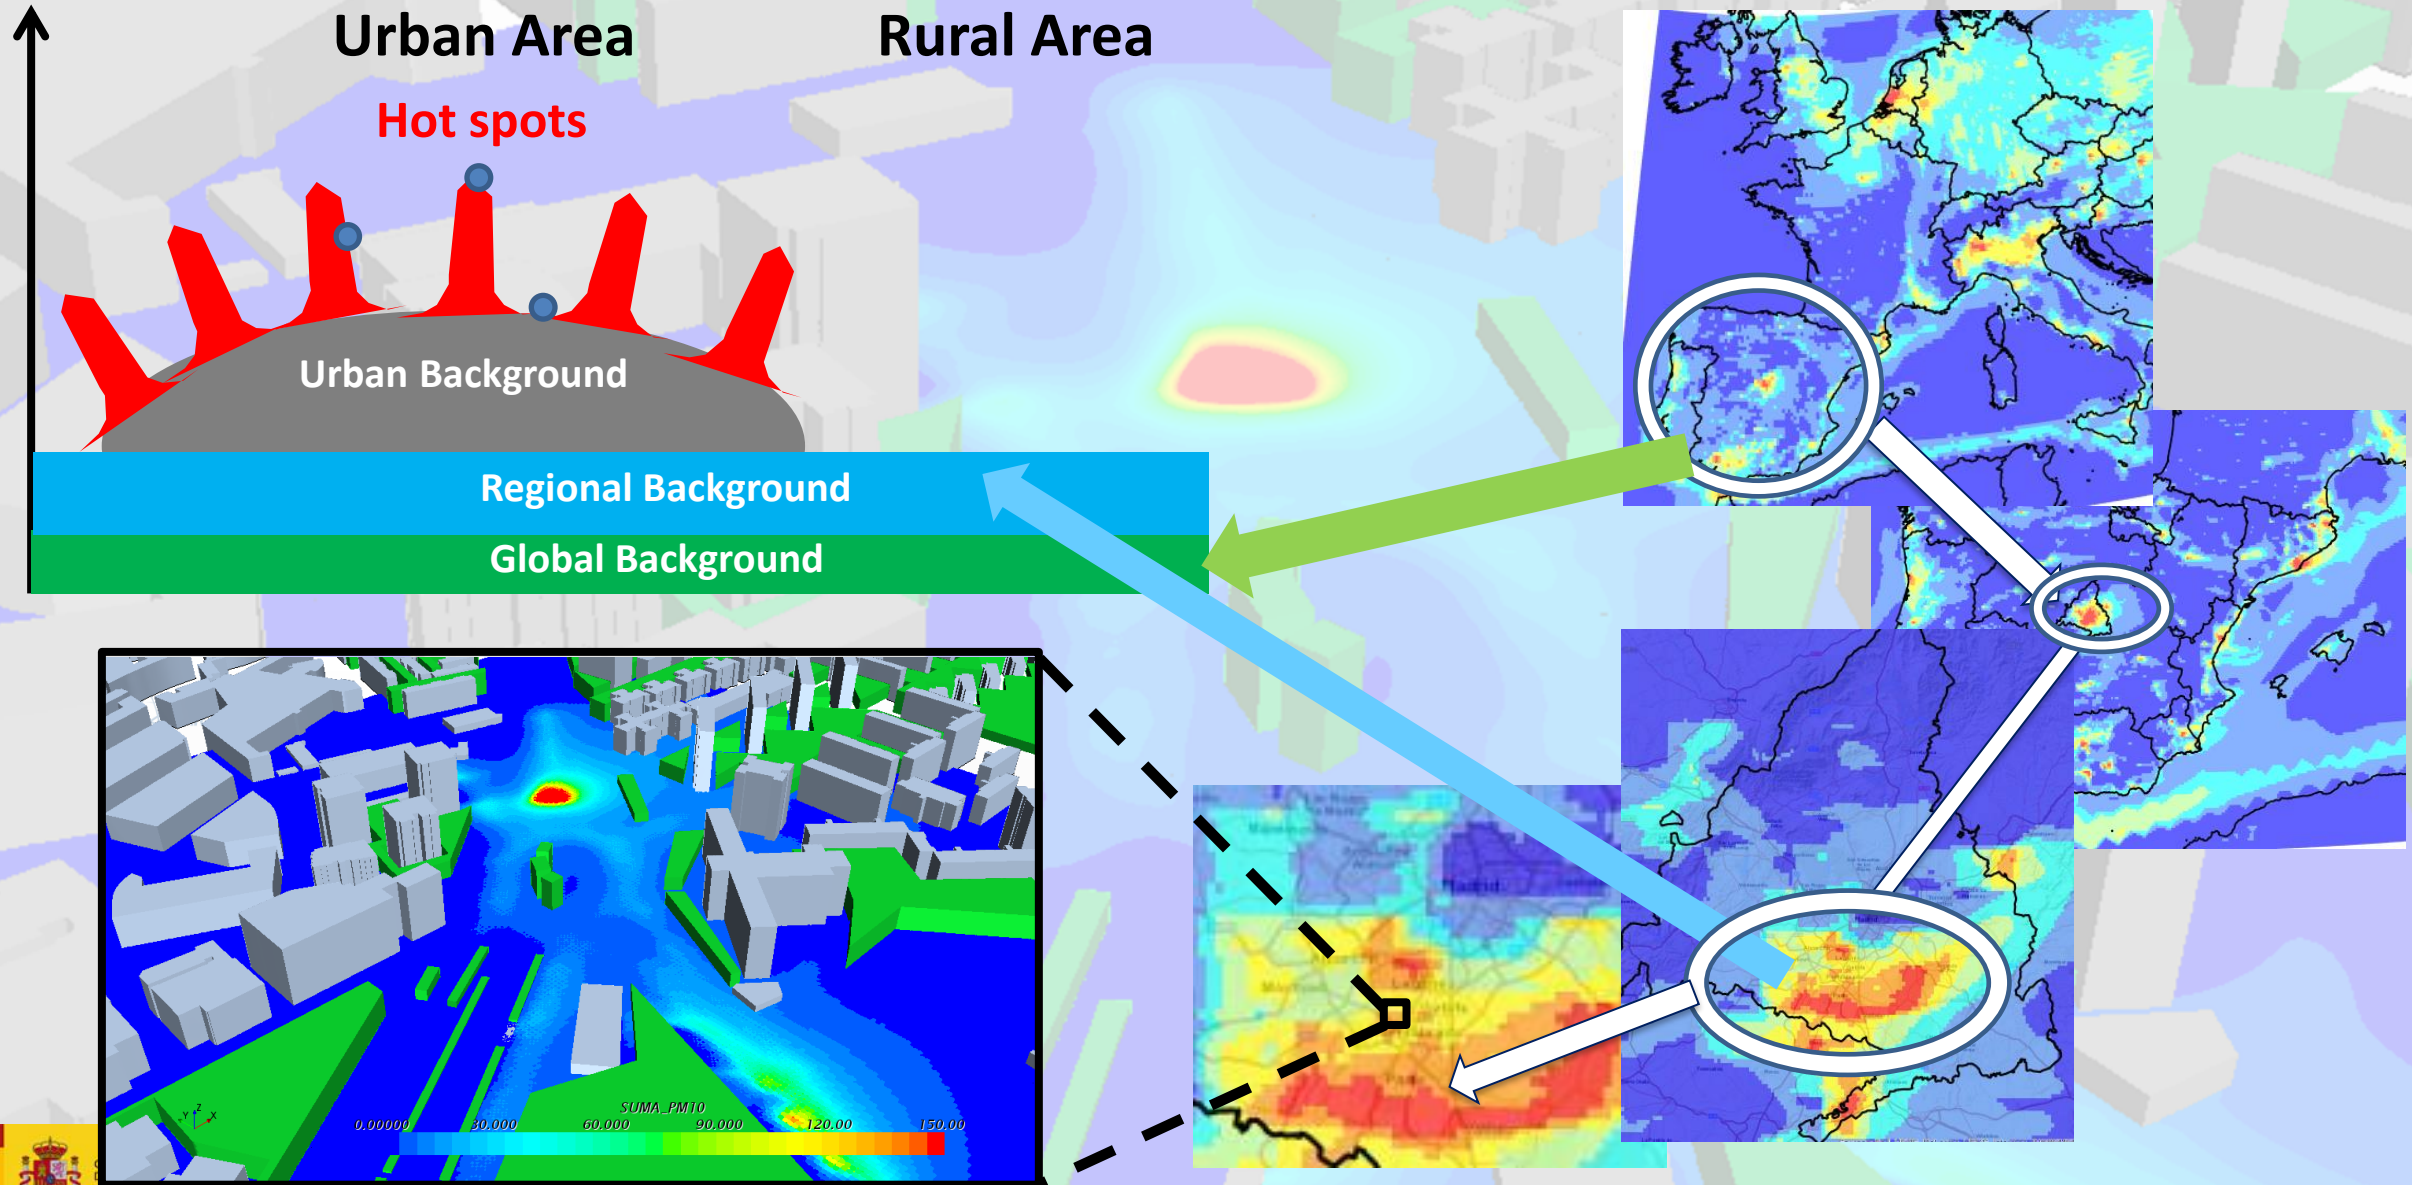 Urban Area
Rural Area
Hot spots
Urban Background
Regional Background
Global Background
SUMA_PM10
0.00000 30.000 60.000 90.000 120.00 150.00
Z
Y X
Madrid
Madrid